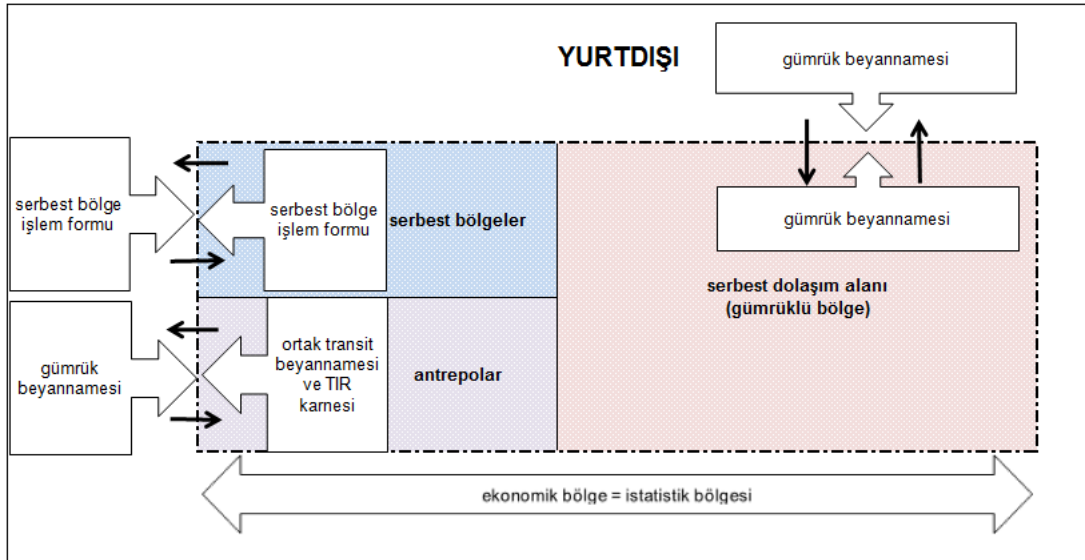 YURTDIŞI
gümrük beyannamesi
serbest bölge
işlem formu
serbest bölge
işlem formu
serbest bölgeler
gümrük beyannamesi
serbest dolaşım alanı
(gümrüklü bölge)
gümrük
beyannamesi
ortak transit
beyannamesi
ve TIR
karnesi
antrepolar
ekonomik bölge = istatistik bölgesi